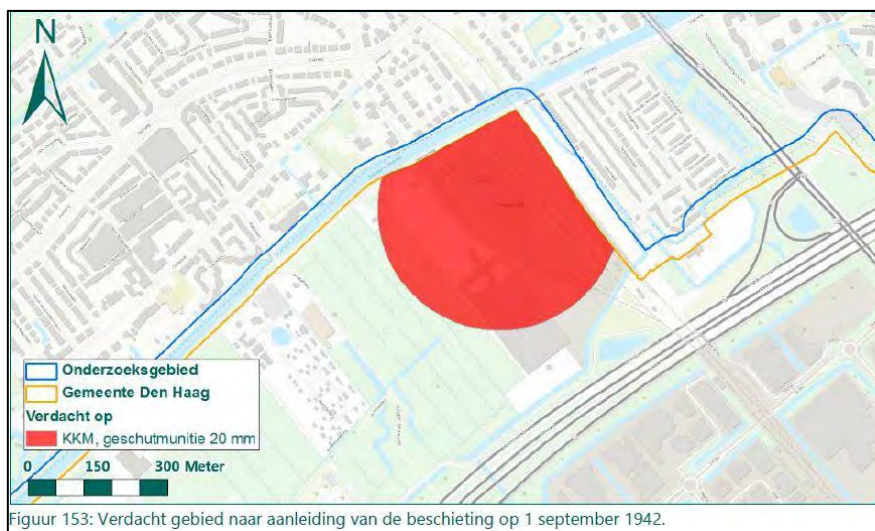 N
Onderzoeksgebied
Gemeente Den Haag
Verdacht op
KKM, geschutmunitie 20 mm
0 150 300 Meter
Figuur 153: Verdacht gebied naar aanleiding van de beschieting op 1 september 1942.